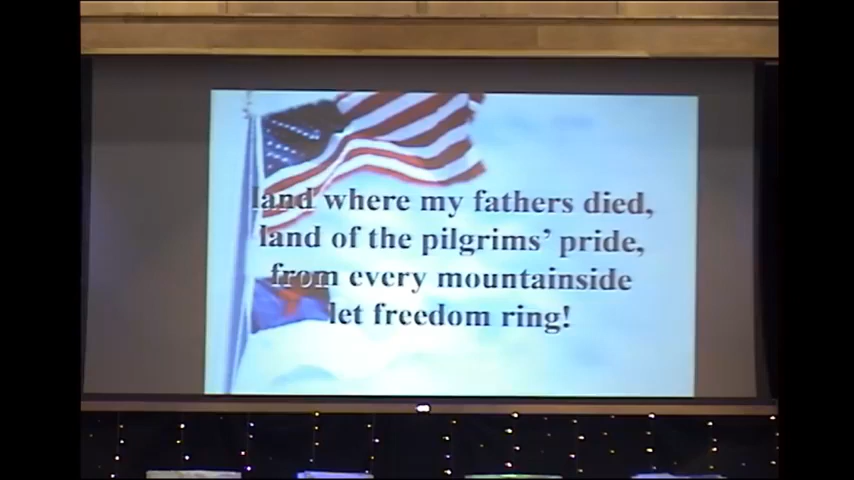 land where my fathers died,
land of the pilgrims’ pride,
from every mountainside
let freedom ring!